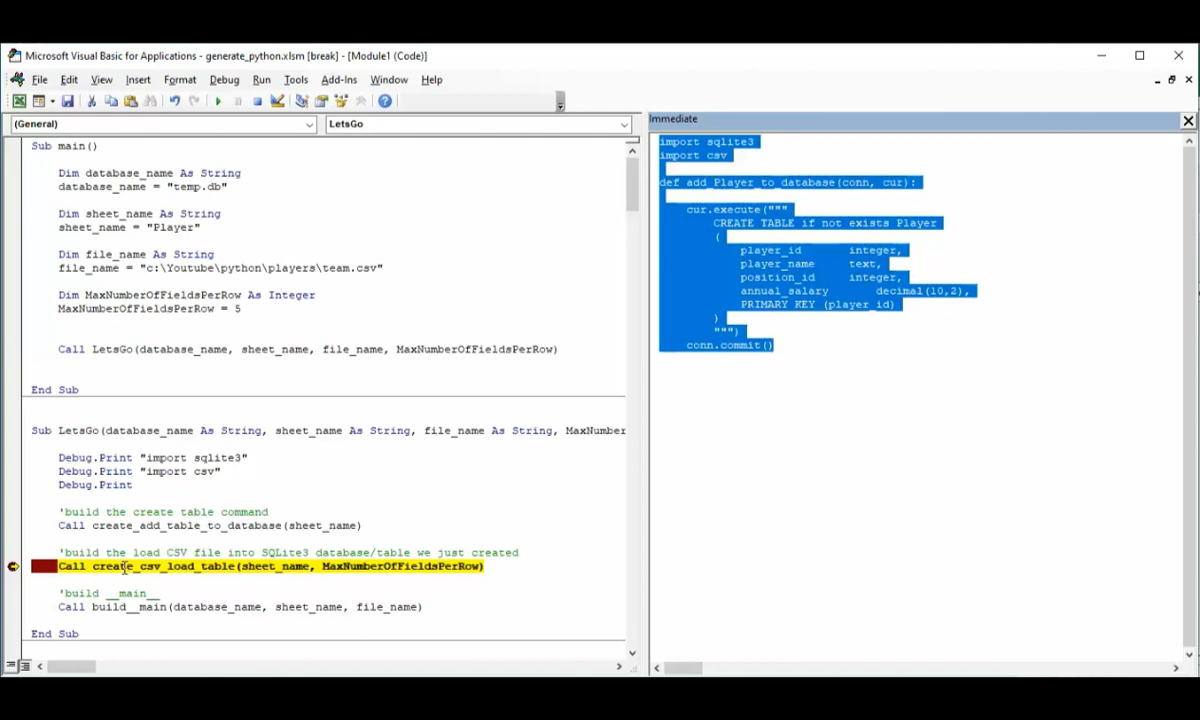 Microsoft Visual Basic for Applications - generate_python.xlsm [break] - [Module1 (Code)]
File Edit View Insert Format Debug Run Tools Add-Ins Window Help
(General)
LetsGo
Sub main()
Dim database_name As String
database_name = "temp.db"
Dim sheet_name As String
sheet_name = "Player"
Dim file_name As String
file_name = "c:\Youtube\python\players\team.csv"
Dim MaxNumberOfFieldsPerRow As Integer
MaxNumberOfFieldsPerRow = 5
Call LetsGo(database_name, sheet_name, file_name, MaxNumberOfFieldsPerRow)
End Sub
Sub LetsGo(database_name As String, sheet_name As String, file_name As String, MaxNumber
Debug.Print "import sqlite3"
Debug.Print "import csv"
Debug.Print
'build the create table command
Call create_add_table_to_database(sheet_name)
'build the load CSV file into SQLite3 database/table we just created
Call create_csv_load_table(sheet_name, MaxNumberOfFieldsPerRow)
'build __main__
Call build__main(database_name, sheet_name, file_name)
End Sub
Immediate
import sqlite3
import csv
def add_Player_to_database(conn, cur):
cur.execute("""
CREATE TABLE if not exists Player
(
player_id integer,
player_name text,
position_id integer,
annual_salary decimal(10,2),
PRIMARY KEY (player_id)
)
""")
conn.commit()